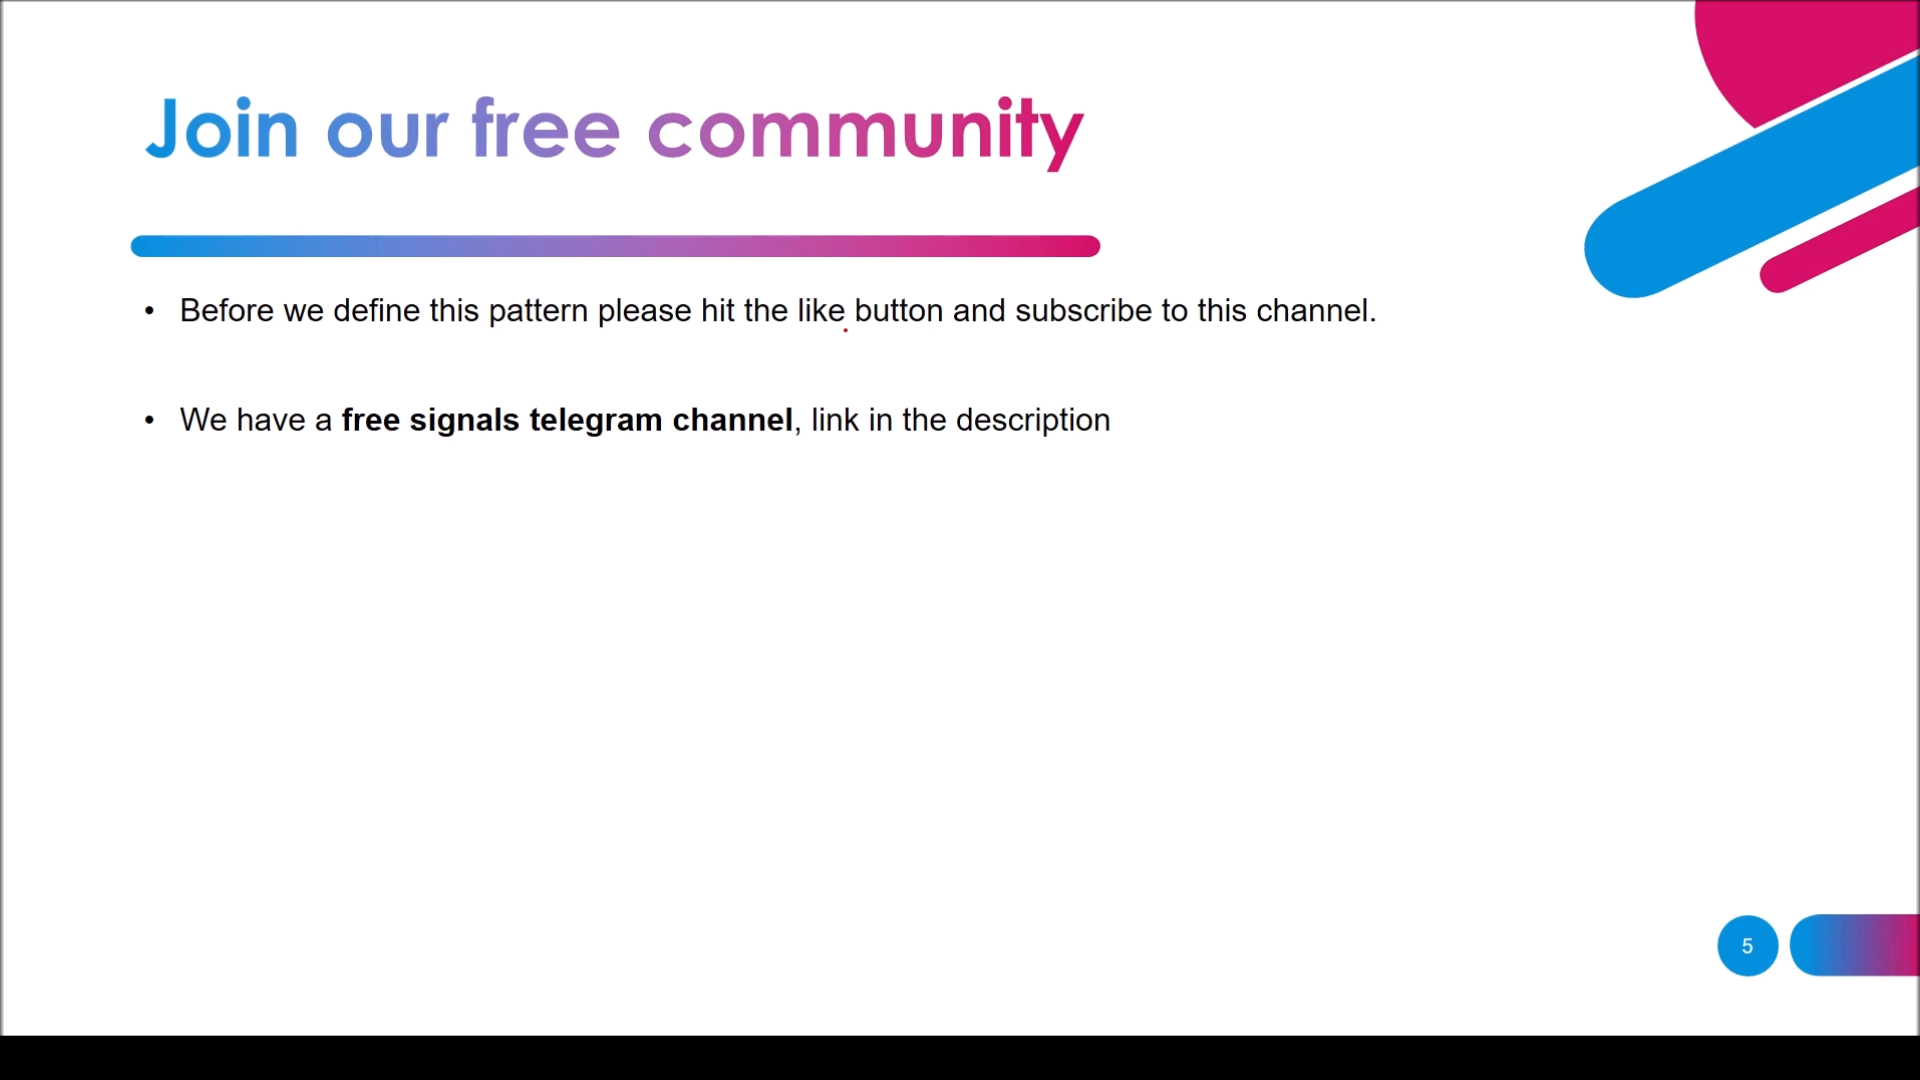 Join our free community
• Before we define this pattern please hit the like button and subscribe to this channel.
• We have a free signals telegram channel, link in the description
5